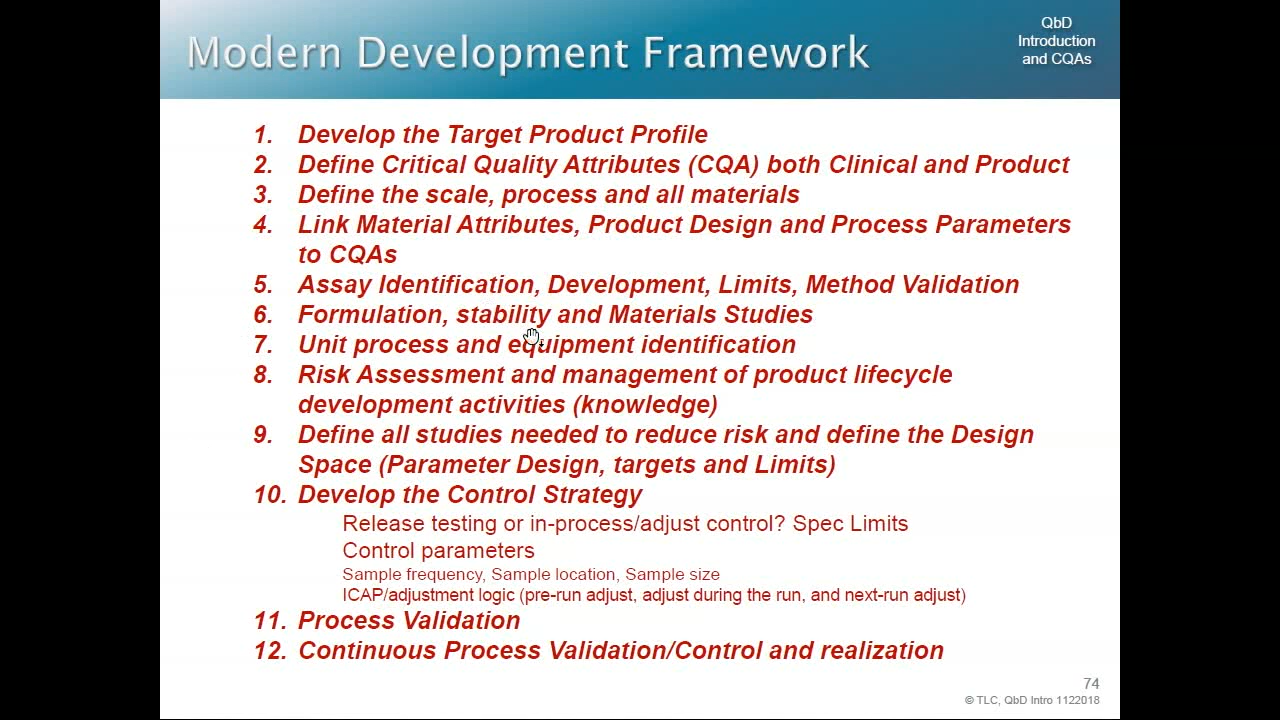 Modern Development Framework
QbD
Introduction
and CQAs
1. Develop the Target Product Profile
2. Define Critical Quality Attributes (CQA) both Clinical and Product
3. Define the scale, process and all materials
4. Link Material Attributes, Product Design and Process Parameters
to CQAs
5. Assay Identification, Development, Limits, Method Validation
6. Formulation, stability and Materials Studies
7. Unit process and equipment identification
8. Risk Assessment and management of product lifecycle
development activities (knowledge)
9. Define all studies needed to reduce risk and define the Design
Space (Parameter Design, targets and Limits)
10. Develop the Control Strategy
Release testing or in-process/adjust control? Spec Limits
Control parameters
Sample frequency, Sample location, Sample size
ICAP/adjustment logic (pre-run adjust, adjust during the run, and next-run adjust)
11. Process Validation
12. Continuous Process Validation/Control and realization
74
© TLC, QbD Intro 1122018